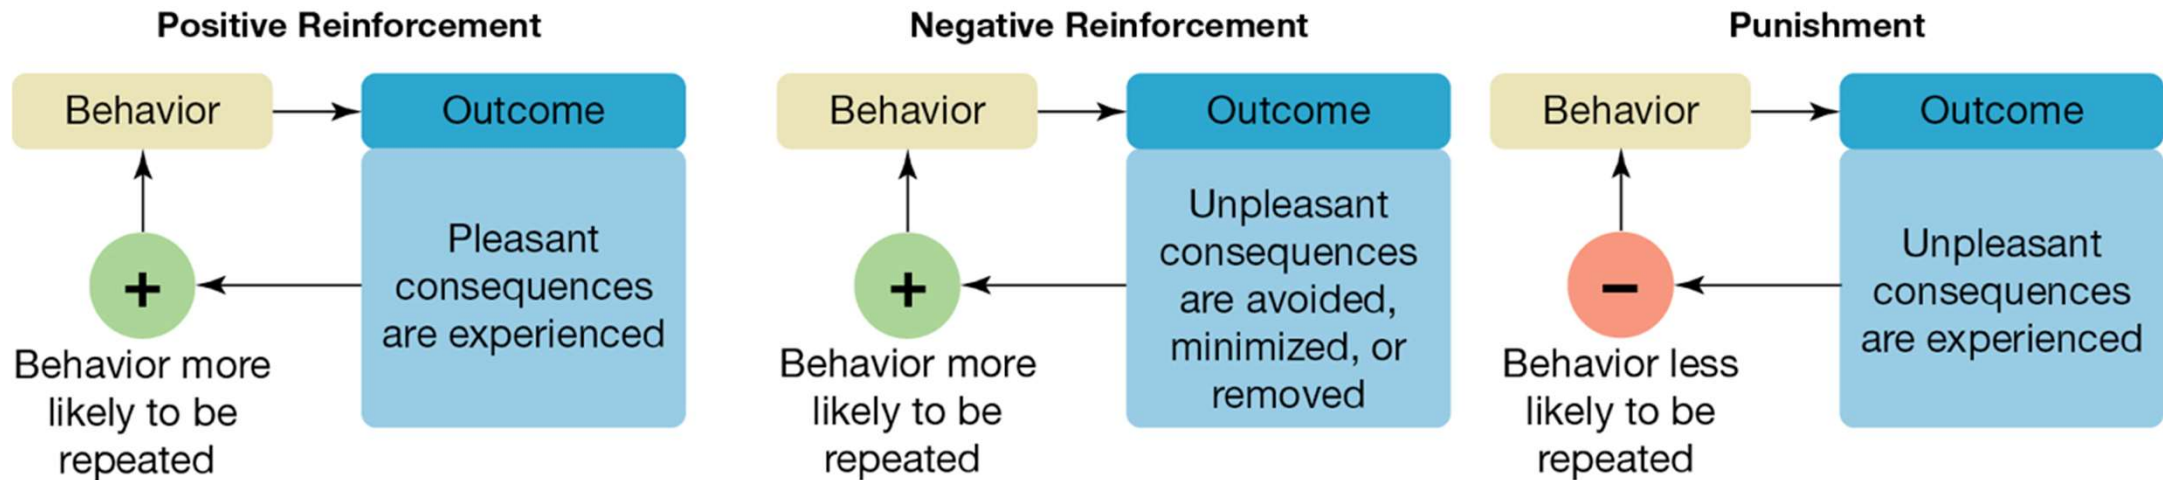 Positive Reinforcement
Behavior
Outcome
Pleasant
consequences
are experienced
+
Behavior more
likely to be
repeated
Negative Reinforcement
Behavior
Outcome
Unpleasant
consequences
are avoided,
minimized, or
removed
+
Behavior more
likely to be
repeated
Punishment
Behavior
Outcome
Unpleasant
consequences
are experienced
−
Behavior less
likely to be
repeated